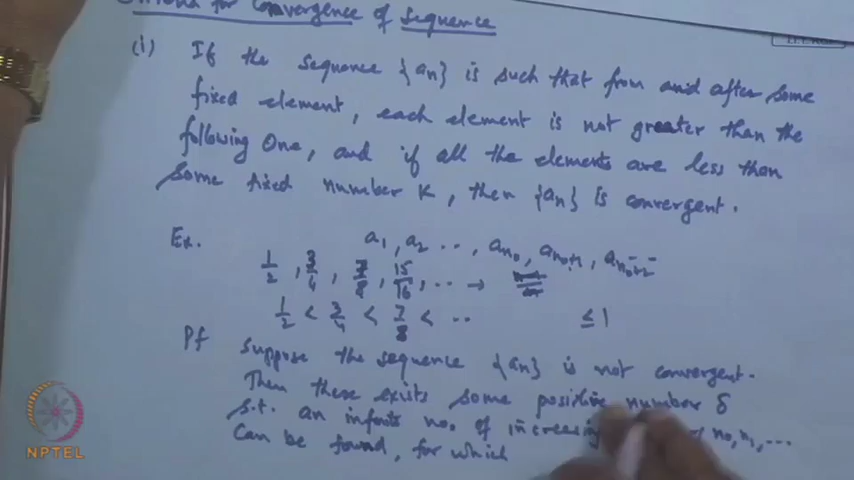 Criteria for Convergence of Sequence
(i) If the sequence {an} is such that from and after some
fixed element, each element is not greater than the
following One, and if all the elements are less than
some fixed number K, then {an} is convergent.
Ex. a1, a2 ..., an0, an0+1, an0+2 --
1/2, 3/4, 7/8, 15/16, ... →
1/2 < 3/4 < 7/8 < ... ≤ 1
Pf Suppose the sequence {an} is not convergent.
Then there exists some positive number δ
s.t. an infinite no. of increasing of n0, n1, ...
Can be found, for which
NPTEL